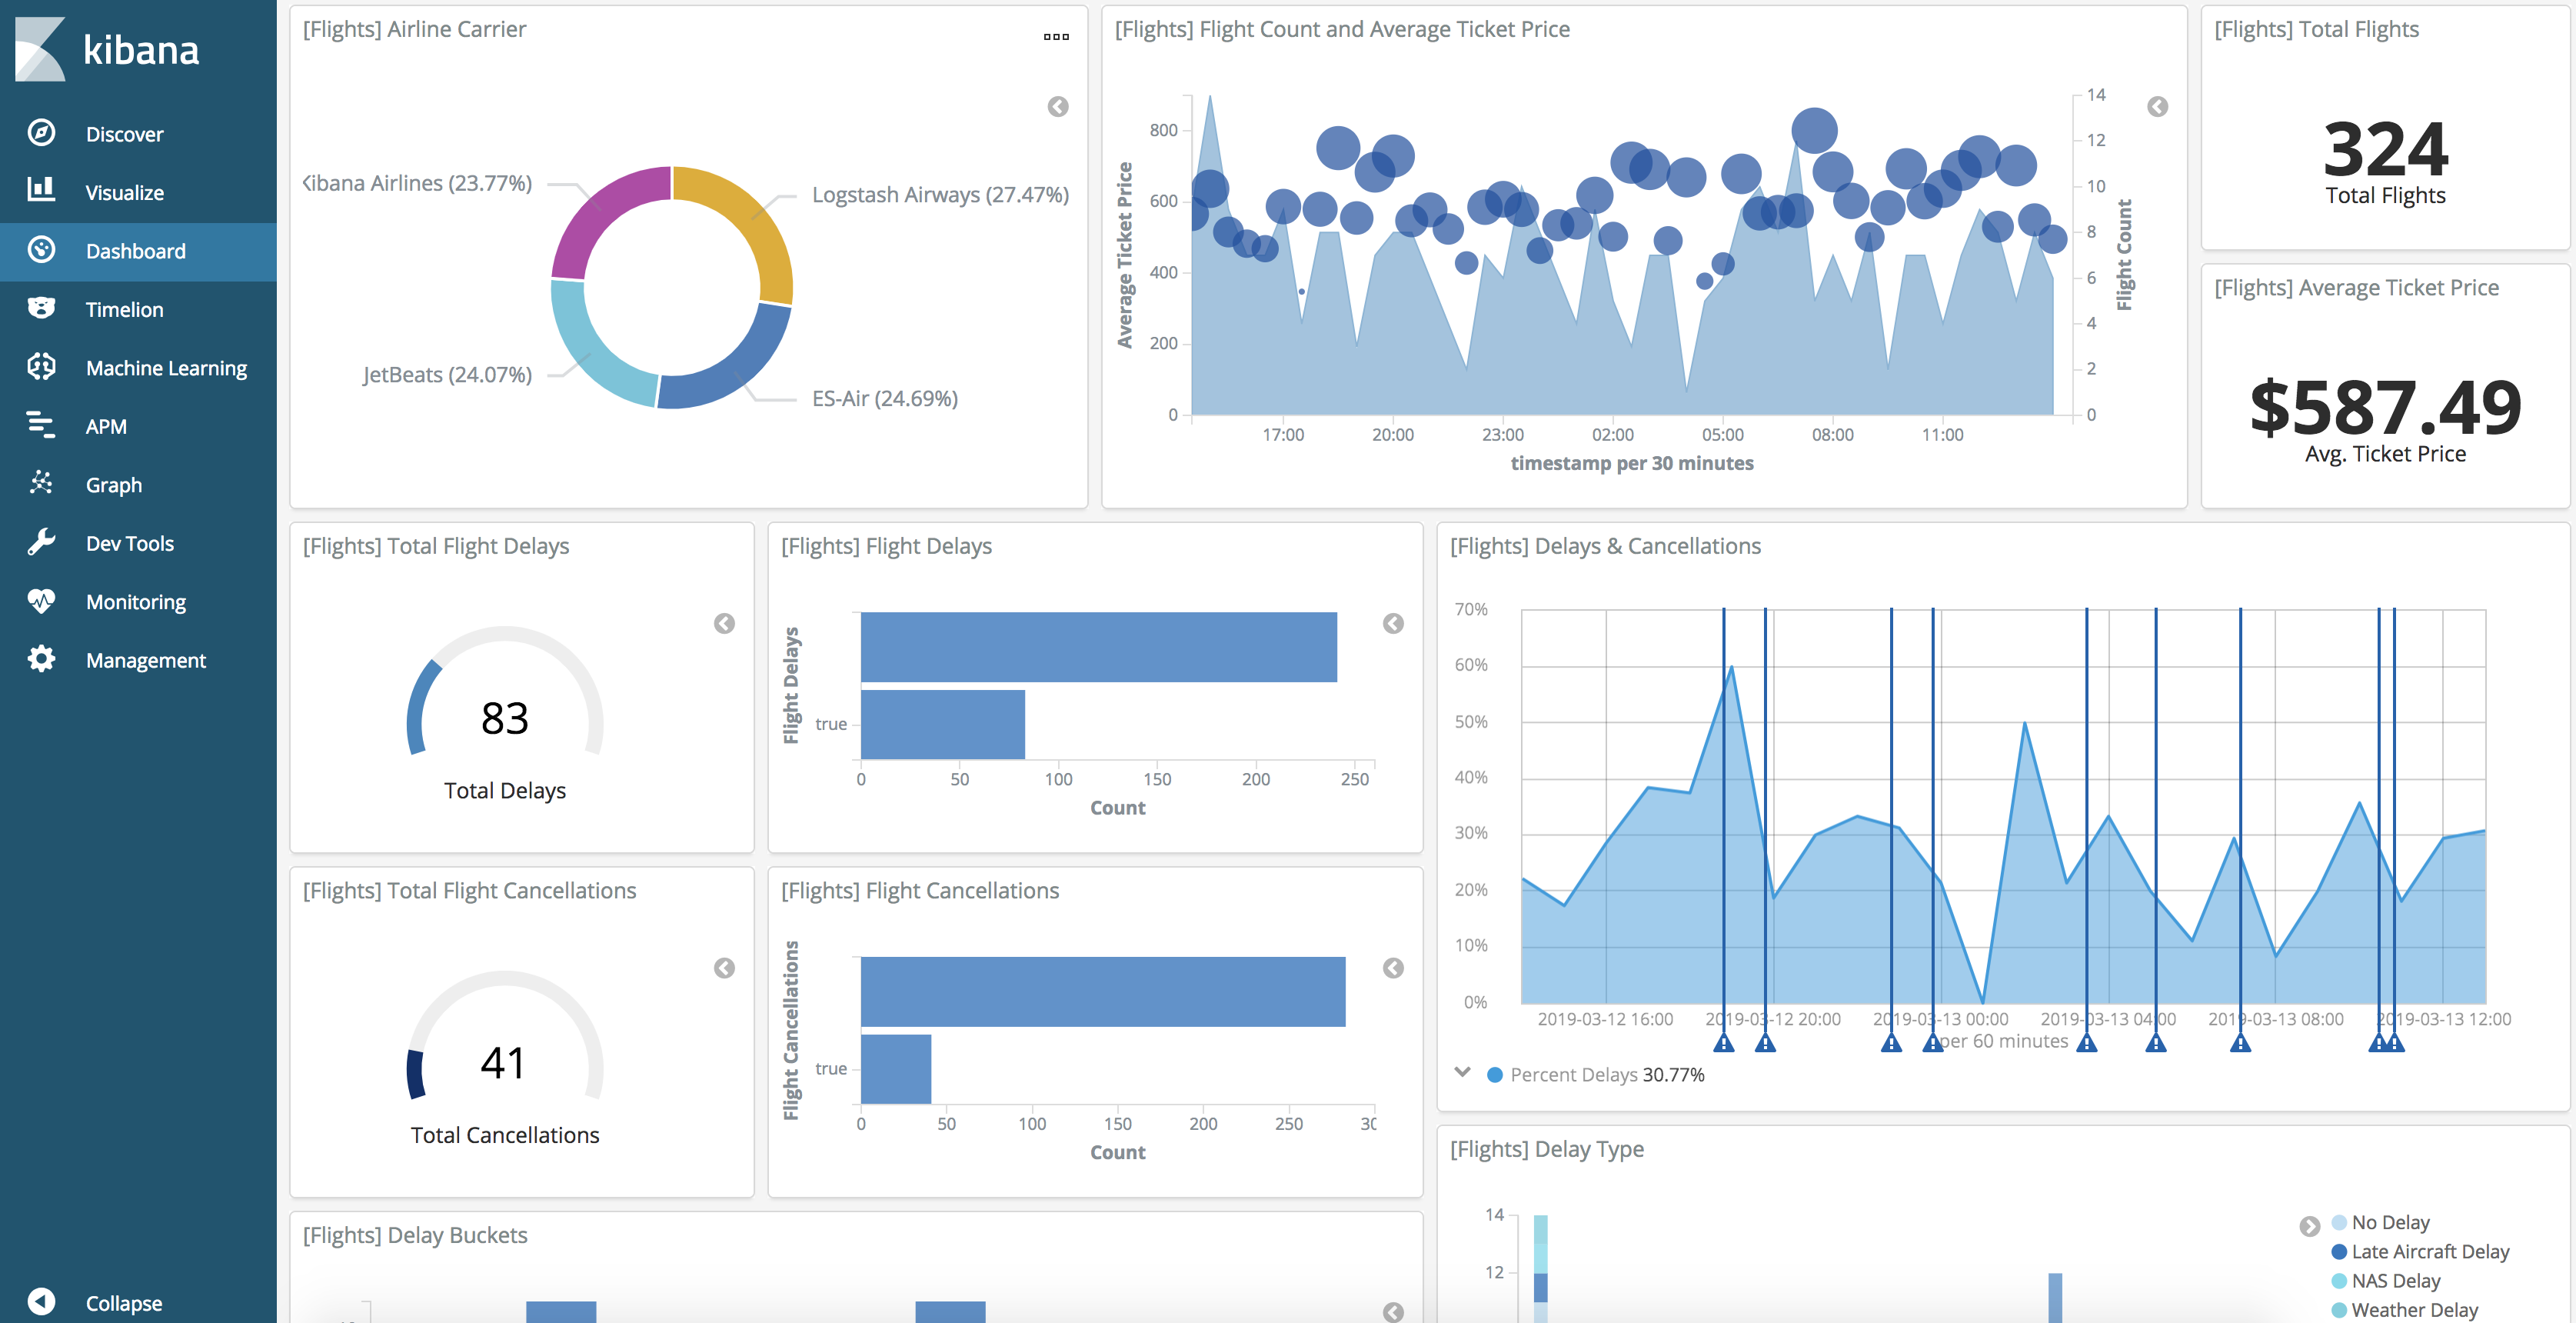 kibana
Discover
Visualize
Dashboard
Timelion
Machine Learning
APM
Graph
Dev Tools
Monitoring
Management
Collapse
[Flights] Airline Carrier
Kibana Airlines (23.77%)
Logstash Airways (27.47%)
JetBeats (24.07%)
ES-Air (24.69%)
[Flights] Flight Count and Average Ticket Price
Average Ticket Price
800
600
400
200
0
14
12
10
8
6
4
2
0
Flight Count
17:00 20:00 23:00 02:00 05:00 08:00 11:00
timestamp per 30 minutes
[Flights] Total Flights
324
Total Flights
[Flights] Average Ticket Price
$587.49
Avg. Ticket Price
[Flights] Total Flight Delays
83
Total Delays
[Flights] Flight Delays
Flight Delays
true
0 50 100 150 200 250
Count
[Flights] Delays & Cancellations
70%
60%
50%
40%
30%
20%
10%
0%
2019-03-12 16:00 2019-03-12 20:00 2019-03-13 00:00 2019-03-13 04:00 2019-03-13 08:00 2019-03-13 12:00
per 60 minutes
Percent Delays 30.77%
[Flights] Total Flight Cancellations
41
Total Cancellations
[Flights] Flight Cancellations
Flight Cancellations
true
0 50 100 150 200 250
Count
[Flights] Delay Type
14
12
No Delay
Late Aircraft Delay
NAS Delay
Weather Delay
[Flights] Delay Buckets